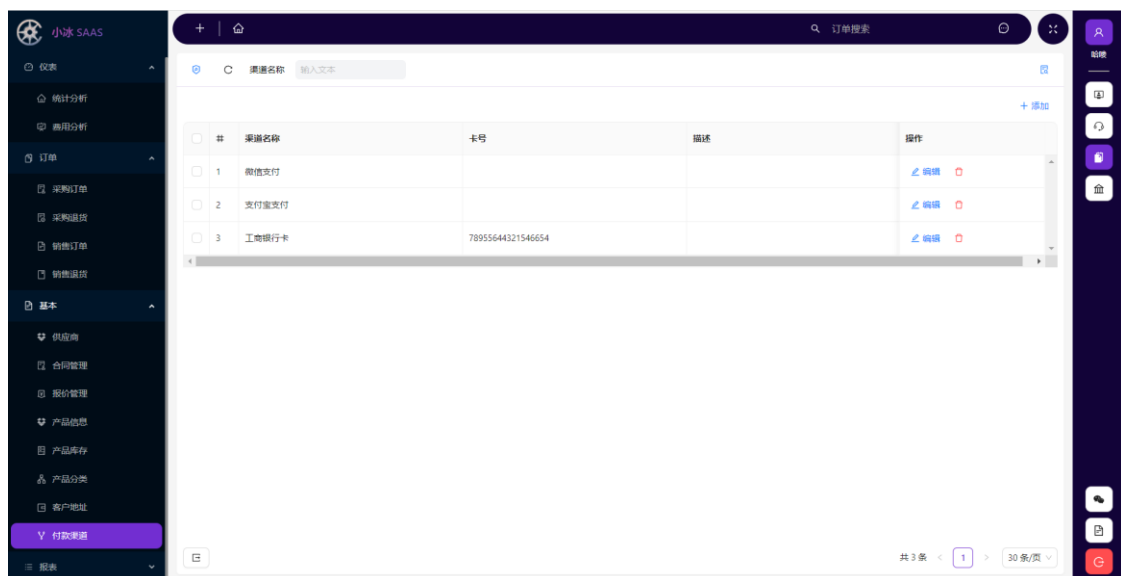 小冰 SAAS
仪表
统计分析
费用分析
订单
采购订单
采购退货
销售订单
销售退货
基本
供应商
合同管理
报价管理
产品信息
产品库存
产品分类
客户地址
付款渠道
报表
订单搜索
渠道名称 输入文本
+ 添加
# 渠道名称 卡号 描述 操作
1 微信支付 编辑
2 支付宝支付 编辑
3 工商银行卡 78955644321546654 编辑
共 3 条 < 1 > 30 条/页